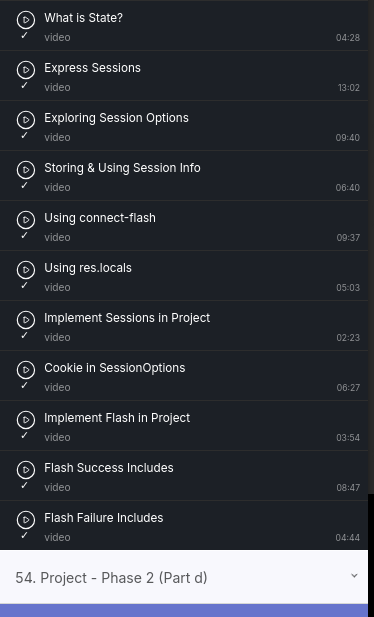 What is State?
video 04:28
Express Sessions
video 13:02
Exploring Session Options
video 09:40
Storing & Using Session Info
video 06:40
Using connect-flash
video 09:37
Using res.locals
video 05:03
Implement Sessions in Project
video 02:23
Cookie in SessionOptions
video 06:27
Implement Flash in Project
video 03:54
Flash Success Includes
video 08:47
Flash Failure Includes
video 04:44
54. Project - Phase 2 (Part d)